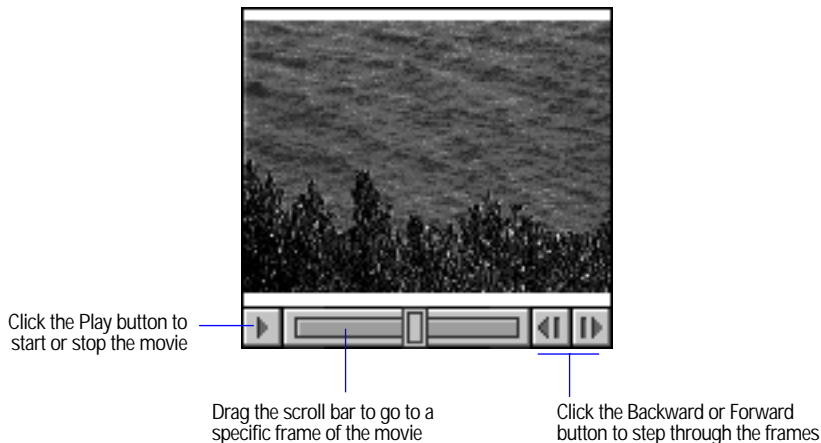 Click the Play button to
start or stop the movie
Drag the scroll bar to go to a
specific frame of the movie
Click the Backward or Forward
button to step through the frames